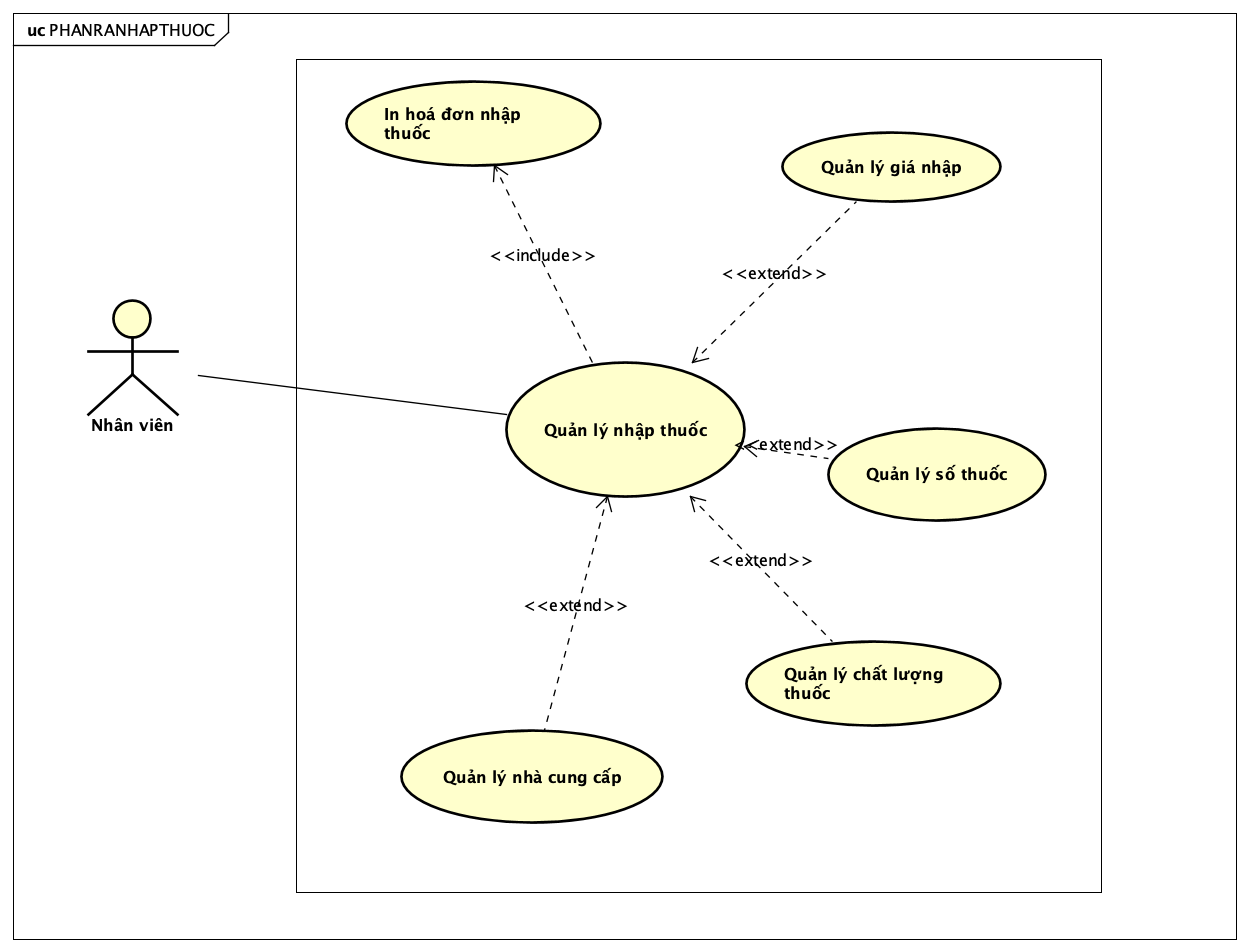 uc PHANRANHAPTHUOC
In hoá đơn nhập
thuốc
Quản lý giá nhập
<<include>>
<<extend>>
Nhân viên
Quản lý nhập thuốc
<<extend>>
Quản lý số thuốc
<<extend>>
<<extend>>
Quản lý chất lượng
thuốc
Quản lý nhà cung cấp